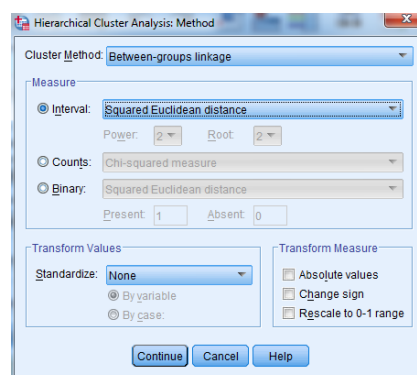 Hierarchical Cluster Analysis: Method
Cluster Method: Between-groups linkage
Measure
Interval: Squared Euclidean distance
Power: 2 Root: 2
Counts: Chi-squared measure
Binary: Squared Euclidean distance
Present: 1 Absent: 0
Transform Values
Standardize: None
By variable
By case:
Transform Measure
Absolute values
Change sign
Rescale to 0-1 range
Continue Cancel Help